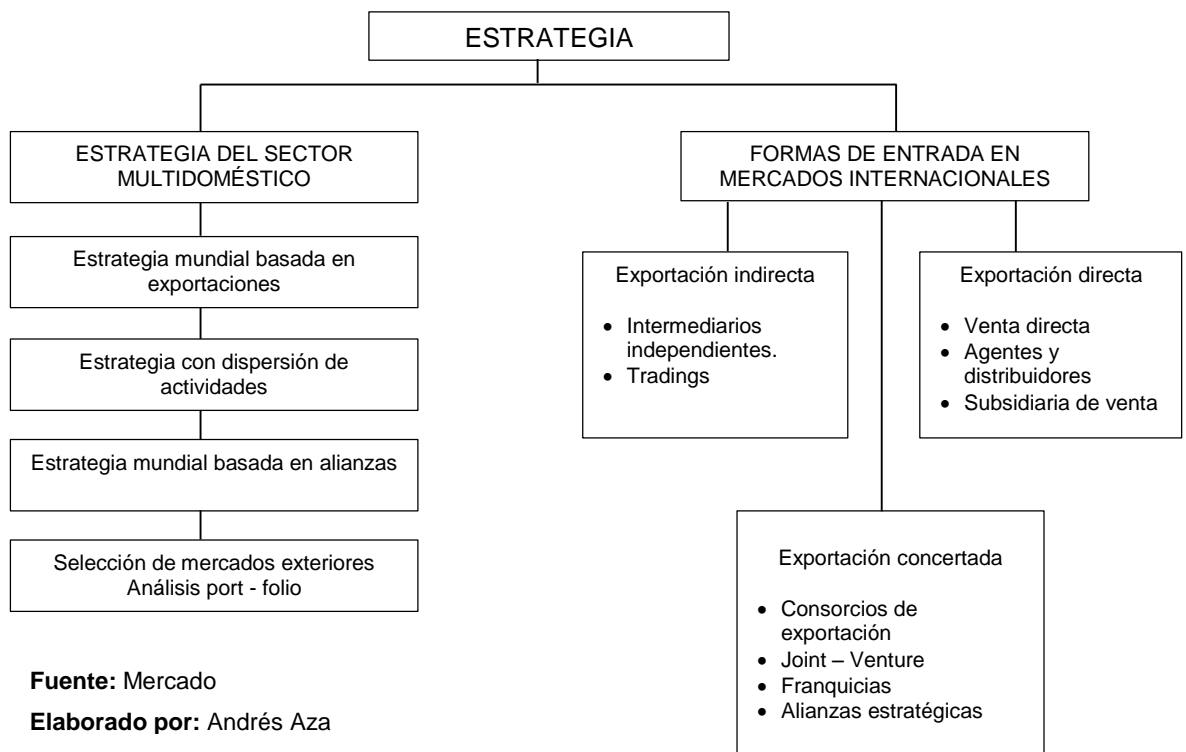 ESTRATEGIA
ESTRATEGIA DEL SECTOR
MULTIDOMÉSTICO
Estrategia mundial basada en
exportaciones
Estrategia con dispersión de
actividades
Estrategia mundial basada en alianzas
Selección de mercados exteriores
Análisis port - folio
FORMAS DE ENTRADA EN
MERCADOS INTERNACIONALES
Exportación indirecta
• Intermediarios
independientes.
• Tradings
Exportación directa
• Venta directa
• Agentes y
distribuidores
• Subsidiaria de venta
Exportación concertada
• Consorcios de
exportación
• Joint – Venture
• Franquicias
• Alianzas estratégicas
Fuente: Mercado
Elaborado por: Andrés Aza